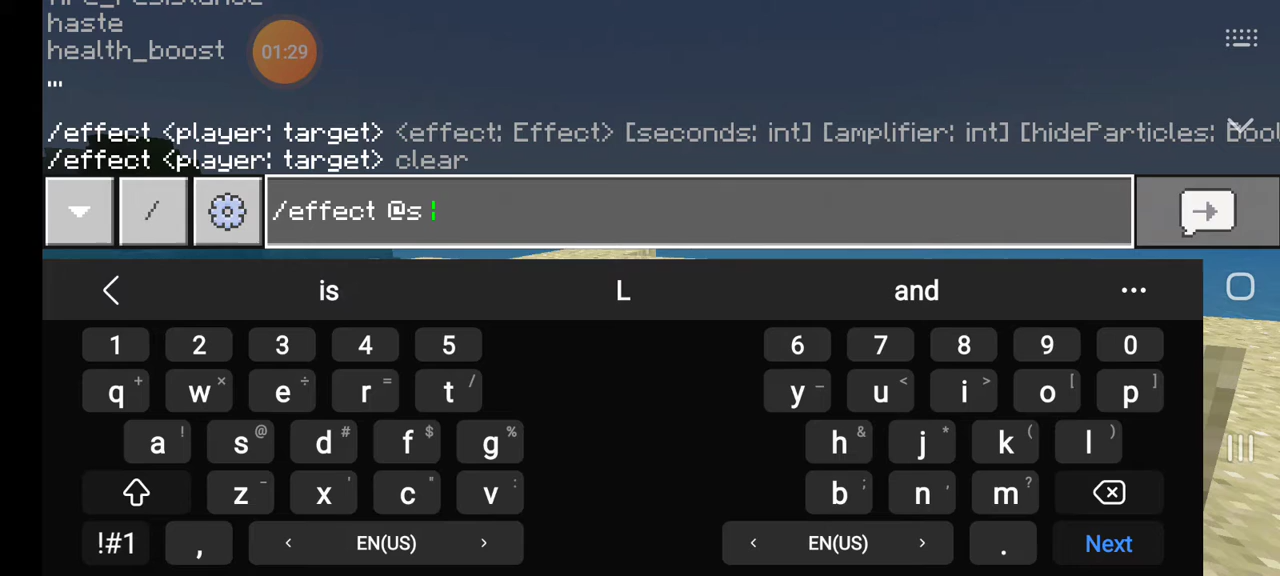 haste
health_boost
01:29
...
/effect <player: target> <effect: Effect> [seconds: int] [amplifier: int] [hideParticles: Bool
/effect <player: target> clear
/
/effect @s
is L and ...
1 2 3 4 5 6 7 8 9 0
q + w × e ÷ r = t / y _ u < i > o [ p ]
a ! s @ d # f $ g % h & j * k ( l )
z - x ' c " v : b ; n , m ?
!#1 , < EN(US) > < EN(US) > . Next